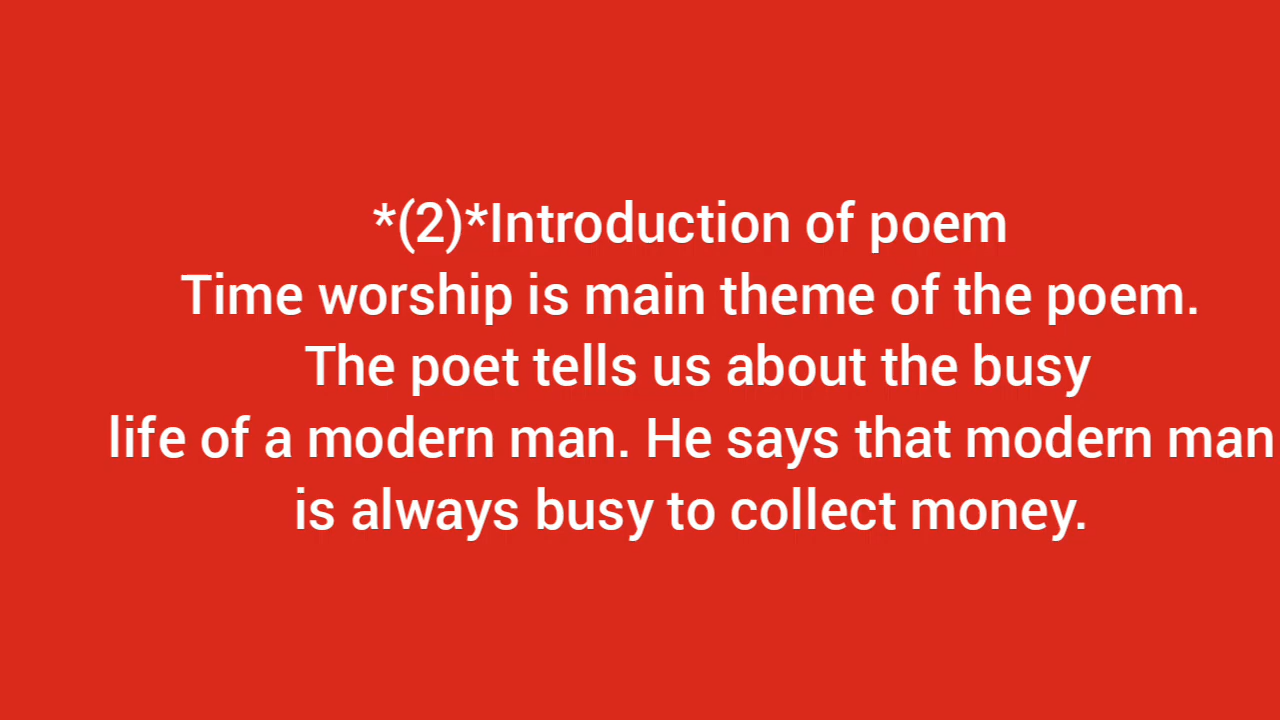 *(2)*Introduction of poem
Time worship is main theme of the poem.
The poet tells us about the busy
life of a modern man. He says that modern man
is always busy to collect money.